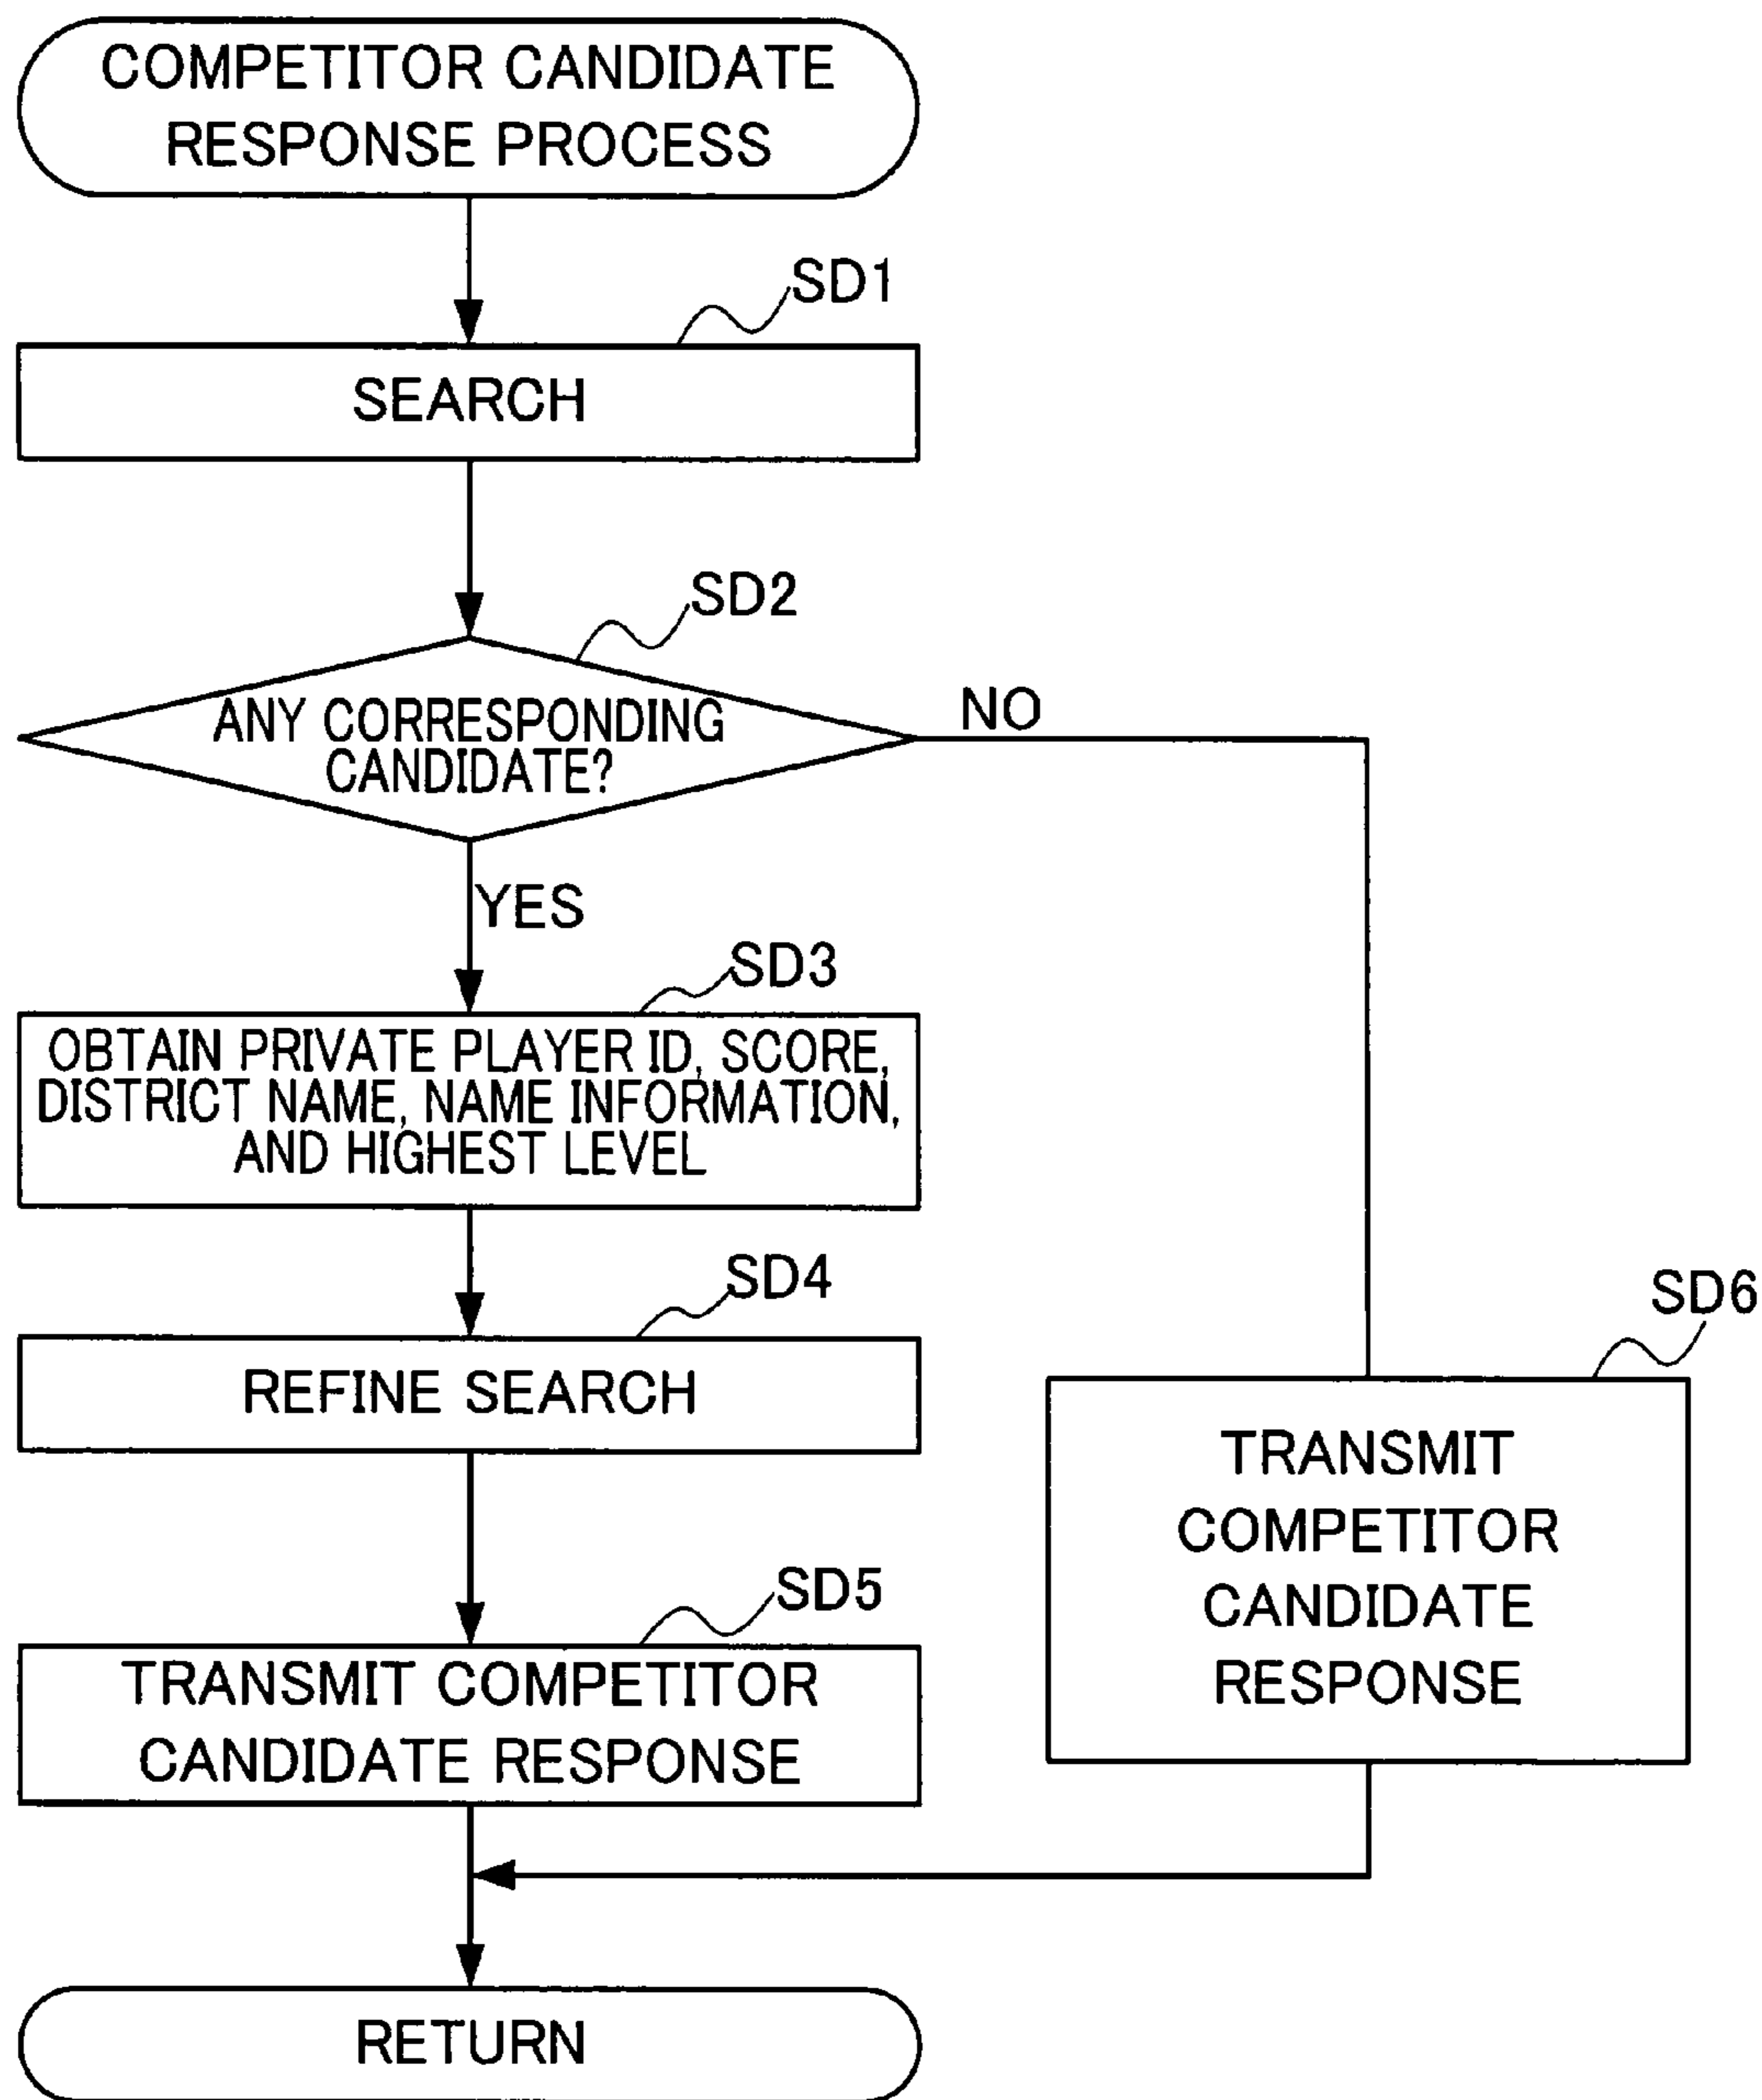 COMPETITOR CANDIDATE
RESPONSE PROCESS
SD1
SEARCH
SD2
ANY CORRESPONDING
CANDIDATE?
NO
YES
SD3
OBTAIN PRIVATE PLAYER ID, SCORE,
DISTRICT NAME, NAME INFORMATION,
AND HIGHEST LEVEL
SD4
REFINE SEARCH
SD6
TRANSMIT
COMPETITOR
CANDIDATE
RESPONSE
SD5
TRANSMIT COMPETITOR
CANDIDATE RESPONSE
RETURN